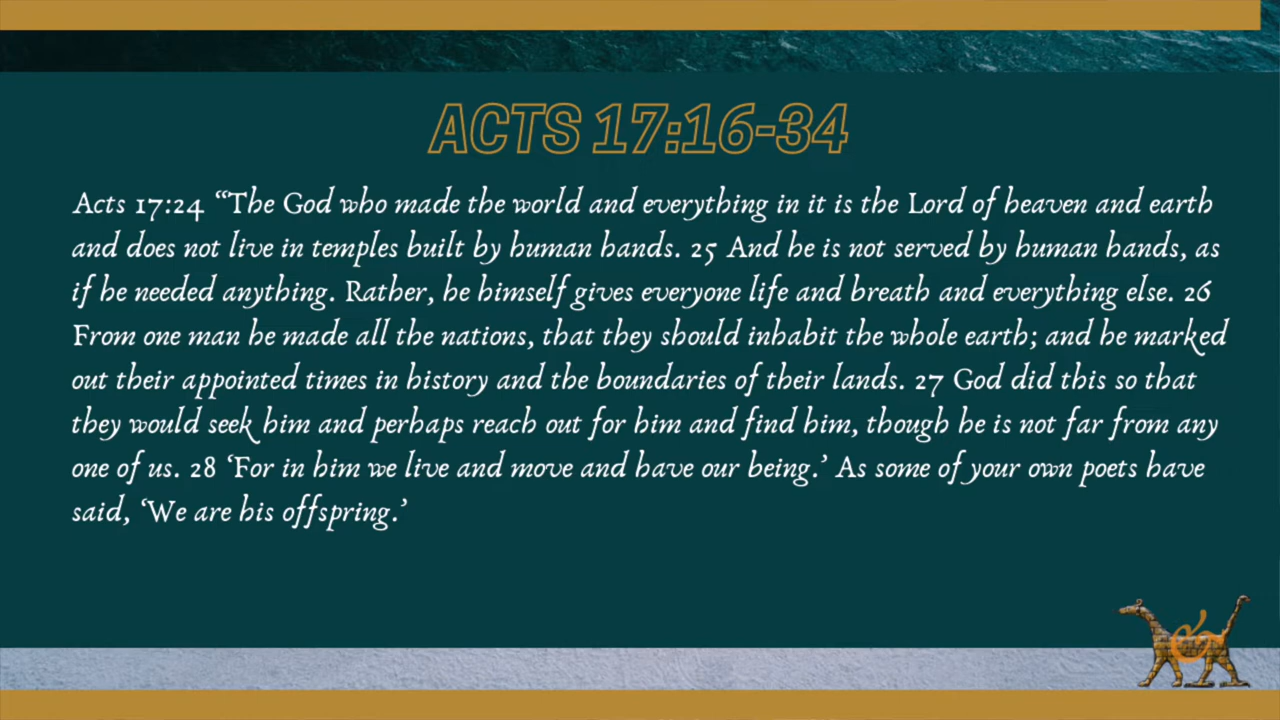 ACTS 17:16-34
Acts 17:24 “The God who made the world and everything in it is the Lord of heaven and earth
and does not live in temples built by human hands. 25 And he is not served by human hands, as
if he needed anything. Rather, he himself gives everyone life and breath and everything else. 26
From one man he made all the nations, that they should inhabit the whole earth; and he marked
out their appointed times in history and the boundaries of their lands. 27 God did this so that
they would seek him and perhaps reach out for him and find him, though he is not far from any
one of us. 28 ‘For in him we live and move and have our being.’ As some of your own poets have
said, ‘We are his offspring.’